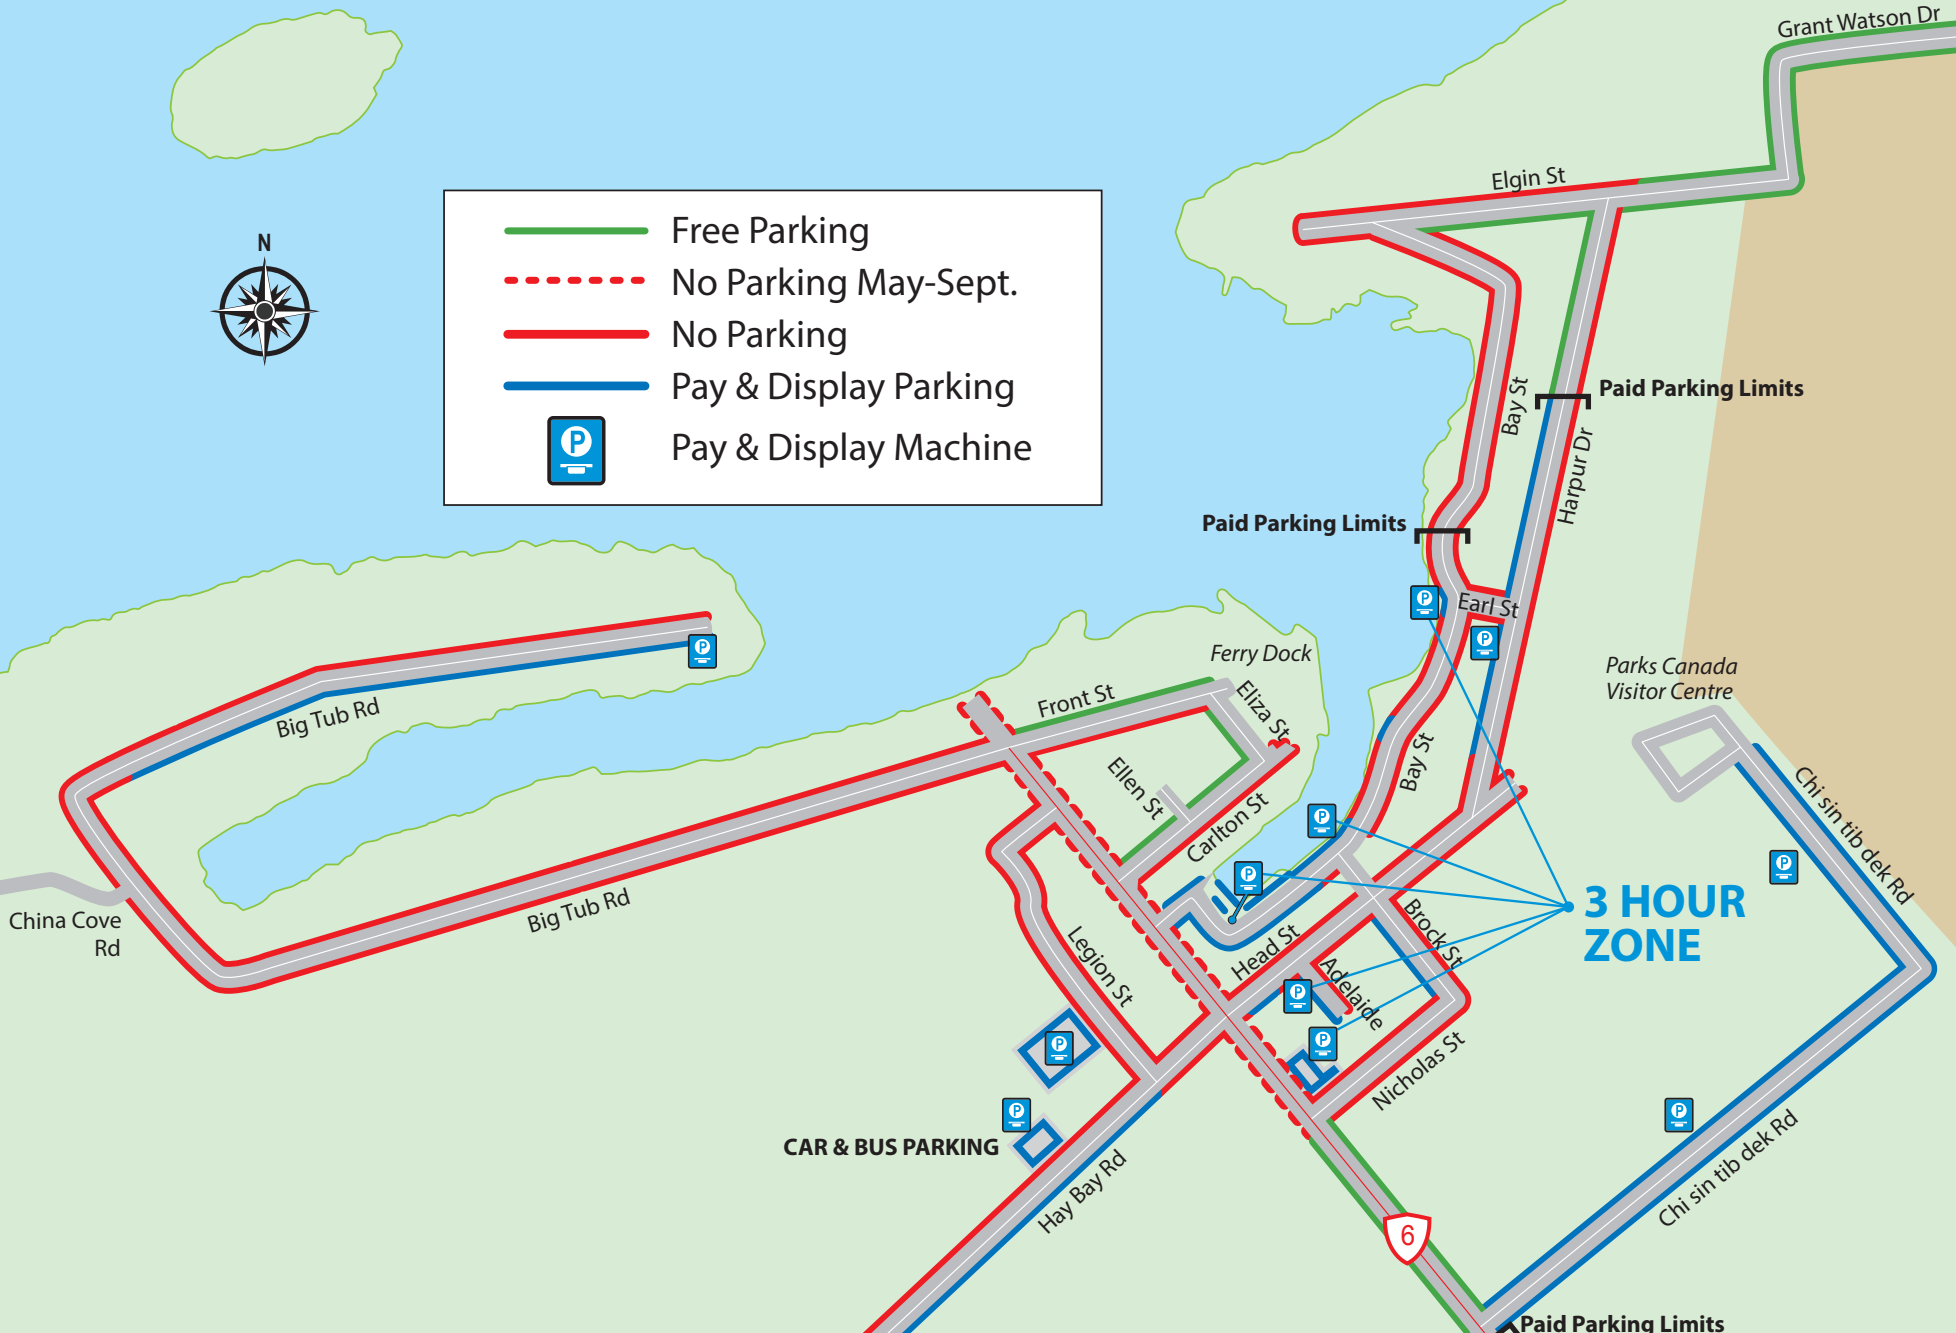 Grant Watson Dr
Elgin St
N
Free Parking
No Parking May-Sept.
No Parking
Pay & Display Parking
P
Pay & Display Machine
Paid Parking Limits
Bay St
Harpur Dr
Paid Parking Limits
P
Earl St
P
P
Big Tub Rd
Ferry Dock
Front St
Eliza St
Parks Canada
Visitor Centre
Ellen St
Carlton St
Bay St
P
P
P
Chi sin tib dek Rd
China Cove
Rd
Big Tub Rd
3 HOUR
ZONE
Legion St
Head St
Brock St
Adelaide
P
P
P
Nicholas St
P
P
CAR & BUS PARKING
Hay Bay Rd
Chi sin tib dek Rd
6
Paid Parking Limits